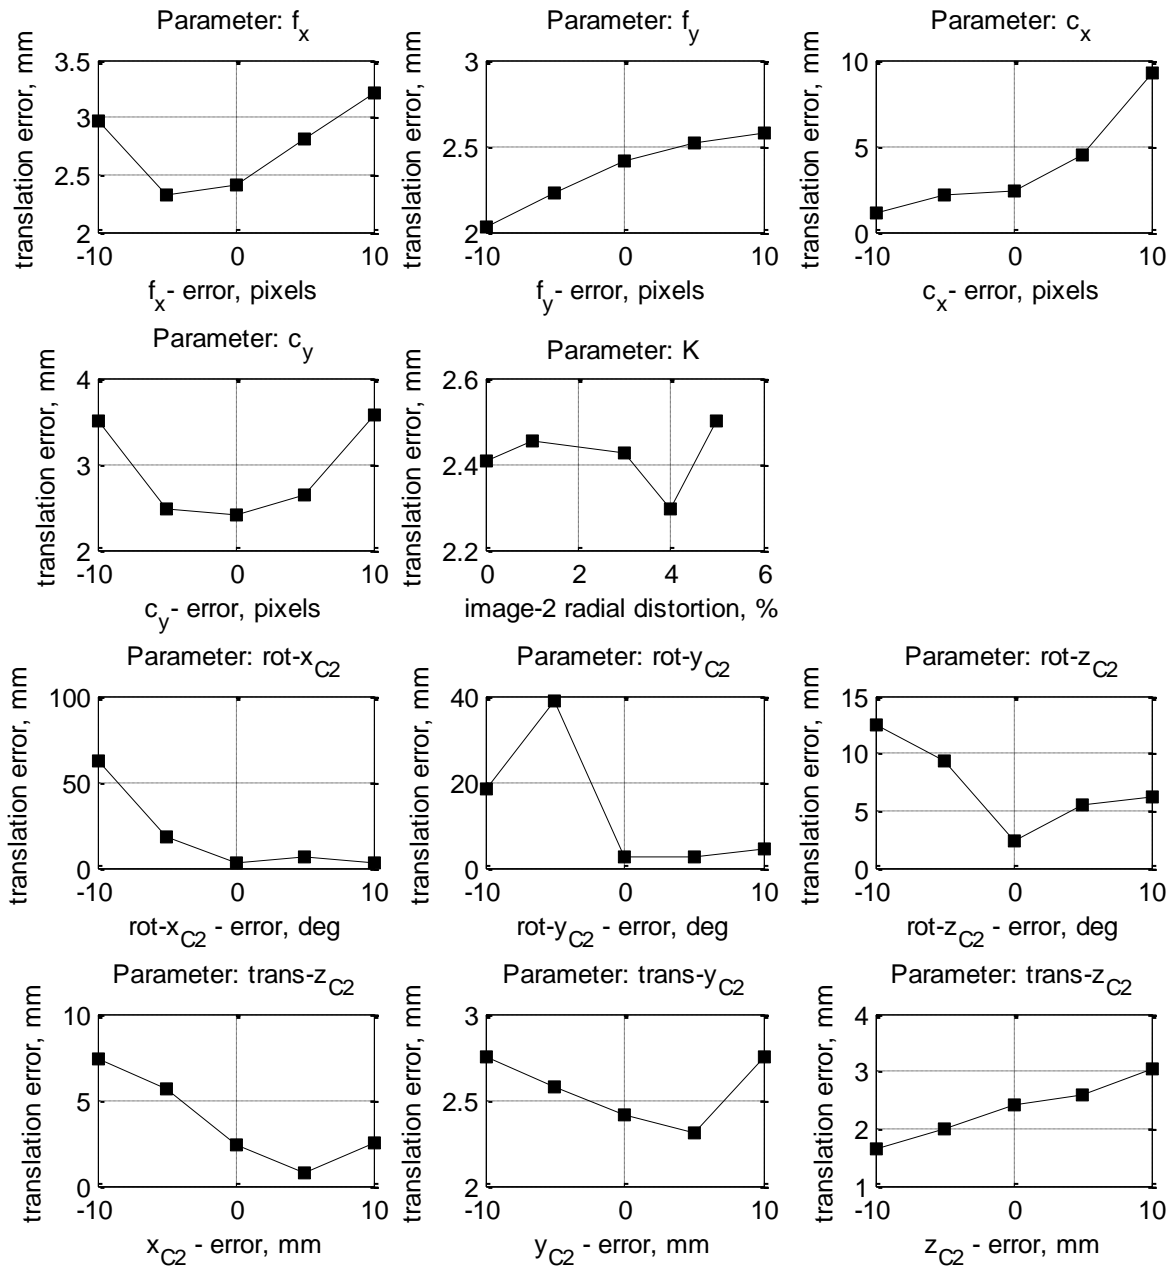 Parameter: f_x
translation error, mm
3.5
3
2.5
2
-10 0 10
f_x- error, pixels
Parameter: f_y
translation error, mm
3
2.5
2
-10 0 10
f_y- error, pixels
Parameter: c_x
translation error, mm
10
5
0
-10 0 10
c_x- error, pixels
Parameter: c_y
translation error, mm
4
3
2
-10 0 10
c_y- error, pixels
Parameter: K
translation error, mm
2.6
2.4
2.2
0 2 4 6
image-2 radial distortion, %
Parameter: rot-x_C2
translation error, mm
100
50
0
-10 0 10
rot-x_C2 - error, deg
Parameter: rot-y_C2
translation error, mm
40
20
0
-10 0 10
rot-y_C2 - error, deg
Parameter: rot-z_C2
translation error, mm
15
10
5
0
-10 0 10
rot-z_C2 - error, deg
Parameter: trans-z_C2
translation error, mm
10
5
0
-10 0 10
x_C2 - error, mm
Parameter: trans-y_C2
translation error, mm
3
2.5
2
-10 0 10
y_C2 - error, mm
Parameter: trans-z_C2
translation error, mm
4
3
2
1
-10 0 10
z_C2 - error, mm